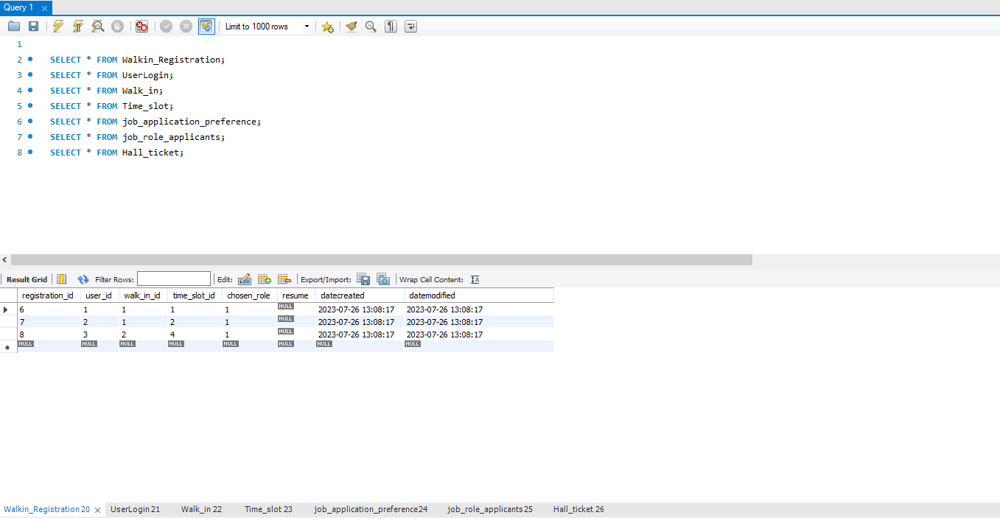 Query 1
Limit to 1000 rows
1
2 SELECT * FROM Walkin_Registration;
3 SELECT * FROM UserLogin;
4 SELECT * FROM Walk_in;
5 SELECT * FROM Time_slot;
6 SELECT * FROM job_application_preference;
7 SELECT * FROM job_role_applicants;
8 SELECT * FROM Hall_ticket;
Result Grid Filter Rows: Edit: Export/Import: Wrap Cell Content:
registration_id user_id walk_in_id time_slot_id chosen_role resume datecreated datemodified
6 1 1 1 1 NULL 2023-07-26 13:08:17 2023-07-26 13:08:17
7 2 1 2 1 NULL 2023-07-26 13:08:17 2023-07-26 13:08:17
8 3 2 4 1 NULL 2023-07-26 13:08:17 2023-07-26 13:08:17
NULL NULL NULL NULL NULL NULL NULL NULL
Walkin_Registration 20 UserLogin 21 Walk_in 22 Time_slot 23 job_application_preference 24 job_role_applicants 25 Hall_ticket 26